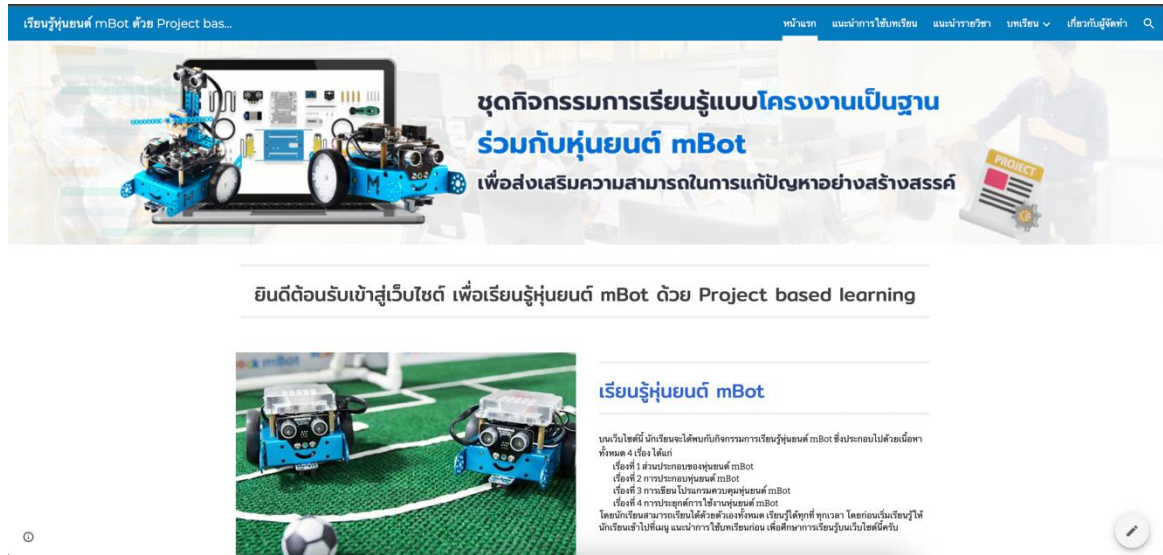 เรียนรู้หุ่นยนต์ mBot ด้วย Project bas...
หน้าแรก
แนะนำการใช้บทเรียน
แนะนำรายวิชา
บทเรียน
เกี่ยวกับผู้จัดทำ
ชุดกิจกรรมการเรียนรู้แบบโครงงานเป็นฐาน
ร่วมกับหุ่นยนต์ mBot
เพื่อส่งเสริมความสามารถในการแก้ปัญหาอย่างสร้างสรรค์
PROJECT
ยินดีต้อนรับเข้าสู่เว็บไซต์ เพื่อเรียนรู้หุ่นยนต์ mBot ด้วย Project based learning
เรียนรู้หุ่นยนต์ mBot
บนเว็บไซต์นี้ นักเรียนจะได้พบกับกิจกรรมการเรียนรู้หุ่นยนต์ mBot ซึ่งประกอบไปด้วยเนื้อหา
ทั้งหมด 4 เรื่อง ได้แก่
เรื่องที่ 1 ส่วนประกอบของหุ่นยนต์ mBot
เรื่องที่ 2 การประกอบหุ่นยนต์ mBot
เรื่องที่ 3 การเขียนโปรแกรมควบคุมหุ่นยนต์ mBot
เรื่องที่ 4 การประยุกต์การใช้งานหุ่นยนต์ mBot
โดยนักเรียนสามารถเรียนได้ด้วยตัวเองทั้งหมด เรียนรู้ได้ทุกที่ ทุกเวลา โดยก่อนเริ่มเรียนรู้ให้
นักเรียนเข้าไปที่เมนู แนะนำการใช้บทเรียนก่อน เพื่อศึกษาการเรียนรู้บนเว็บไซต์นี้ครับ